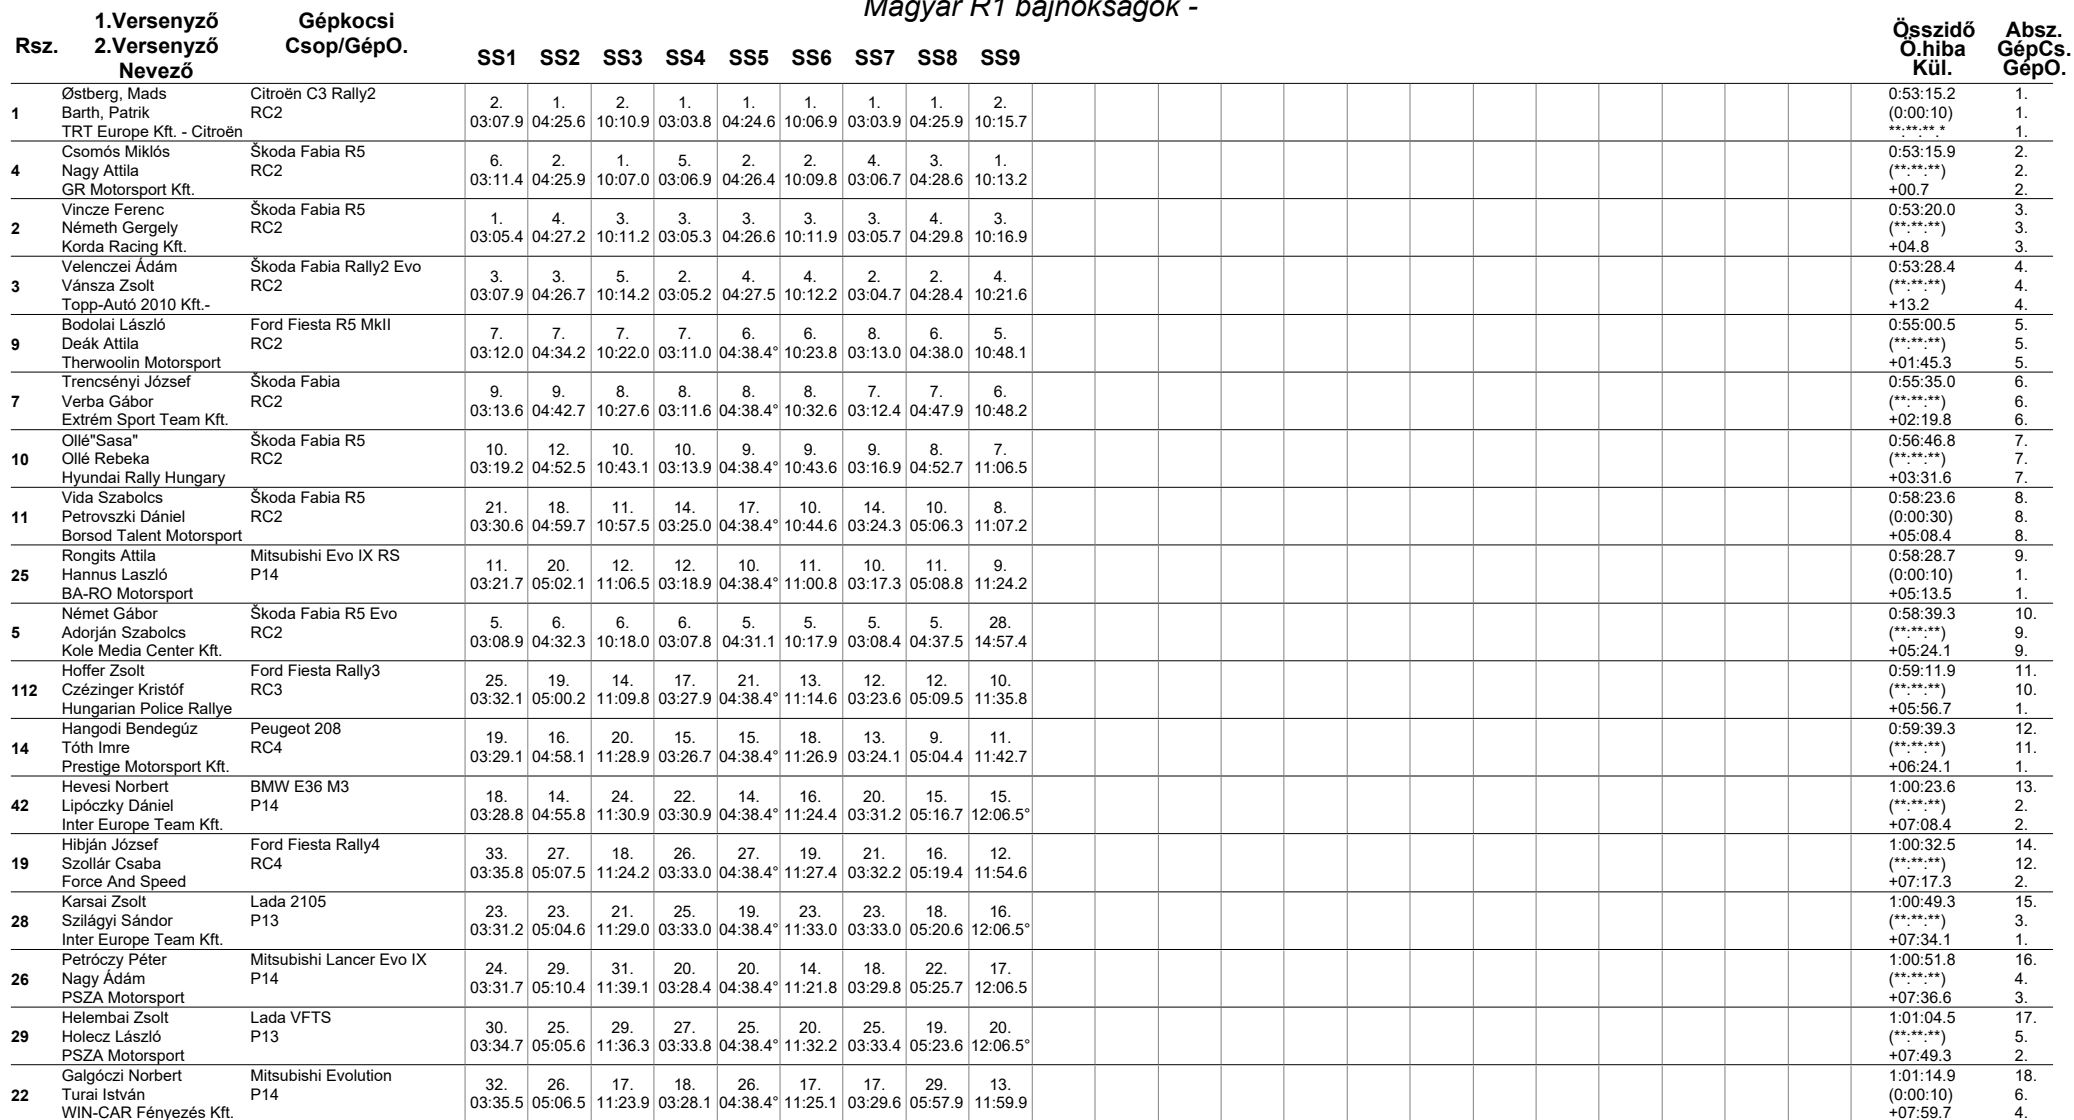 Magyar R1 bajnokságok -
Rsz. 1.Versenyző 2.Versenyző Nevező Gépkocsi Csop/GépO. SS1 SS2 SS3 SS4 SS5 SS6 SS7 SS8 SS9 Összidő Ö.hiba Kül. Absz. GépCs. GépO.
Østberg, Mads Citroën C3 Rally2 2. 1. 2. 1. 1. 1. 1. 1. 2. 0:53:15.2 1.
1 Barth, Patrik RC2 03:07.9 04:25.6 10:10.9 03:03.8 04:24.6 10:06.9 03:03.9 04:25.9 10:15.7 (0:00:10) 1.
TRT Europe Kft. - Citroën **:**:**.* 1.
Csomós Miklós Škoda Fabia R5 6. 2. 1. 5. 2. 2. 4. 3. 1. 0:53:15.9 2.
4 Nagy Attila RC2 03:11.4 04:25.9 10:07.0 03:06.9 04:26.4 10:09.8 03:06.7 04:28.6 10:13.2 (**:**:**) 2.
GR Motorsport Kft. +00.7 2.
Vincze Ferenc Škoda Fabia R5 1. 4. 3. 3. 3. 3. 3. 4. 3. 0:53:20.0 3.
2 Németh Gergely RC2 03:05.4 04:27.2 10:11.2 03:05.3 04:26.6 10:11.9 03:05.7 04:29.8 10:16.9 (**:**:**) 3.
Korda Racing Kft. +04.8 3.
Velenczei Ádám Škoda Fabia Rally2 Evo 3. 3. 5. 2. 4. 4. 2. 2. 4. 0:53:28.4 4.
3 Vánsza Zsolt RC2 03:07.9 04:26.7 10:14.2 03:05.2 04:27.5 10:12.2 03:04.7 04:28.4 10:21.6 (**:**:**) 4.
Topp-Autó 2010 Kft.- +13.2 4.
Bodolai László Ford Fiesta R5 MkII 7. 7. 7. 7. 6. 6. 8. 6. 5. 0:55:00.5 5.
9 Deák Attila RC2 03:12.0 04:34.2 10:22.0 03:11.0 04:38.4° 10:23.8 03:13.0 04:38.0 10:48.1 (**:**:**) 5.
Therwoolin Motorsport +01:45.3 5.
Trencsényi József Škoda Fabia 9. 9. 8. 8. 8. 8. 7. 7. 6. 0:55:35.0 6.
7 Verba Gábor RC2 03:13.6 04:42.7 10:27.6 03:11.6 04:38.4° 10:32.6 03:12.4 04:47.9 10:48.2 (**:**:**) 6.
Extrém Sport Team Kft. +02:19.8 6.
Ollé"Sasa" Škoda Fabia R5 10. 12. 10. 10. 9. 9. 9. 8. 7. 0:56:46.8 7.
10 Ollé Rebeka RC2 03:19.2 04:52.5 10:43.1 03:13.9 04:38.4° 10:43.6 03:16.9 04:52.7 11:06.5 (**:**:**) 7.
Hyundai Rally Hungary +03:31.6 7.
Vida Szabolcs Škoda Fabia R5 21. 18. 11. 14. 17. 10. 14. 10. 8. 0:58:23.6 8.
11 Petrovszki Dániel RC2 03:30.6 04:59.7 10:57.5 03:25.0 04:38.4° 10:44.6 03:24.3 05:06.3 11:07.2 (0:00:30) 8.
Borsod Talent Motorsport +05:08.4 8.
Rongits Attila Mitsubishi Evo IX RS 11. 20. 12. 12. 10. 11. 10. 11. 9. 0:58:28.7 9.
25 Hannus Laszló P14 03:21.7 05:02.1 11:06.5 03:18.9 04:38.4° 11:00.8 03:17.3 05:08.8 11:24.2 (0:00:10) 1.
BA-RO Motorsport +05:13.5 1.
Német Gábor Škoda Fabia R5 Evo 5. 6. 6. 6. 5. 5. 5. 5. 28. 0:58:39.3 10.
5 Adorján Szabolcs RC2 03:08.9 04:32.3 10:18.0 03:07.8 04:31.1 10:17.9 03:08.4 04:37.5 14:57.4 (**:**:**) 9.
Kole Media Center Kft. +05:24.1 9.
Hoffer Zsolt Ford Fiesta Rally3 25. 19. 14. 17. 21. 13. 12. 12. 10. 0:59:11.9 11.
112 Czézinger Kristóf RC3 03:32.1 05:00.2 11:09.8 03:27.9 04:38.4° 11:14.6 03:23.6 05:09.5 11:35.8 (**:**:**) 10.
Hungarian Police Rallye +05:56.7 1.
Hangodi Bendegúz Peugeot 208 19. 16. 20. 15. 15. 18. 13. 9. 11. 0:59:39.3 12.
14 Tóth Imre RC4 03:29.1 04:58.1 11:28.9 03:26.7 04:38.4° 11:26.9 03:24.1 05:04.4 11:42.7 (**:**:**) 11.
Prestige Motorsport Kft. +06:24.1 1.
Hevesi Norbert BMW E36 M3 18. 14. 24. 22. 14. 16. 20. 15. 15. 1:00:23.6 13.
42 Lipóczky Dániel P14 03:28.8 04:55.8 11:30.9 03:30.9 04:38.4° 11:24.4 03:31.2 05:16.7 12:06.5° (**:**:**) 2.
Inter Europe Team Kft. +07:08.4 2.
Hibján József Ford Fiesta Rally4 33. 27. 18. 26. 27. 19. 21. 16. 12. 1:00:32.5 14.
19 Szollár Csaba RC4 03:35.8 05:07.5 11:24.2 03:33.0 04:38.4° 11:27.4 03:32.2 05:19.4 11:54.6 (**:**:**) 12.
Force And Speed +07:17.3 2.
Karsai Zsolt Lada 2105 23. 23. 21. 25. 19. 23. 23. 18. 16. 1:00:49.3 15.
28 Szilágyi Sándor P13 03:31.2 05:04.6 11:29.0 03:33.0 04:38.4° 11:33.0 03:33.0 05:20.6 12:06.5° (**:**:**) 3.
Inter Europe Team Kft. +07:34.1 1.
Petróczy Péter Mitsubishi Lancer Evo IX 24. 29. 31. 20. 20. 14. 18. 22. 17. 1:00:51.8 16.
26 Nagy Ádám P14 03:31.7 05:10.4 11:39.1 03:28.4 04:38.4° 11:21.8 03:29.8 05:25.7 12:06.5 (**:**:**) 4.
PSZA Motorsport +07:36.6 3.
Helembai Zsolt Lada VFTS 30. 25. 29. 27. 25. 20. 25. 19. 20. 1:01:04.5 17.
29 Holecz László P13 03:34.7 05:05.6 11:36.3 03:33.8 04:38.4° 11:32.2 03:33.4 05:23.6 12:06.5° (**:**:**) 5.
PSZA Motorsport +07:49.3 2.
Galgóczi Norbert Mitsubishi Evolution 32. 26. 17. 18. 26. 17. 17. 29. 13. 1:01:14.9 18.
22 Turai István P14 03:35.5 05:06.5 11:23.9 03:28.1 04:38.4° 11:25.1 03:29.6 05:57.9 11:59.9 (0:00:10) 6.
WIN-CAR Fényezés Kft. +07:59.7 4.